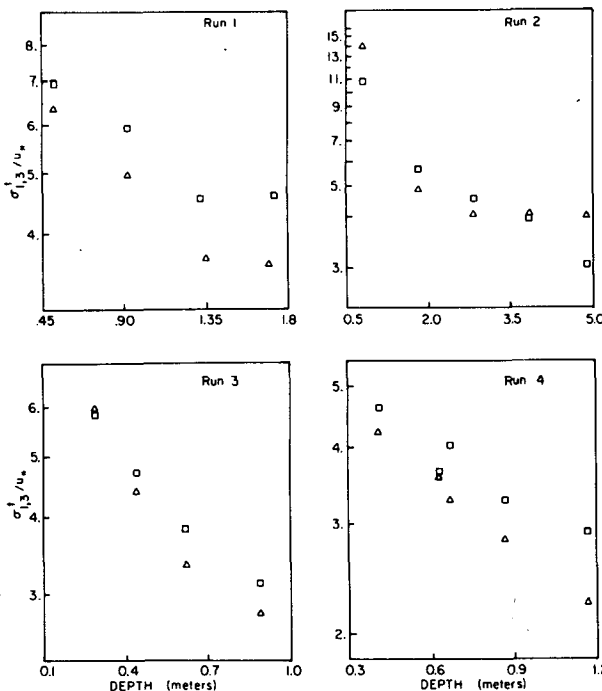 Run 1
8.
7.
6.
5.
4.
σ'1,3/u*
.45 .90 1.35 1.8
Run 2
15.
13.
11.
9.
5.
3.
0.5 2.0 3.5 5.0
Run 3
6.
5.
4.
3.
σ'1,3/u*
0.1 0.4 0.7 1.0
DEPTH (meters)
Run 4
5.
4.
3.
2.
0.3 0.6 0.9 1.2
DEPTH (meters)